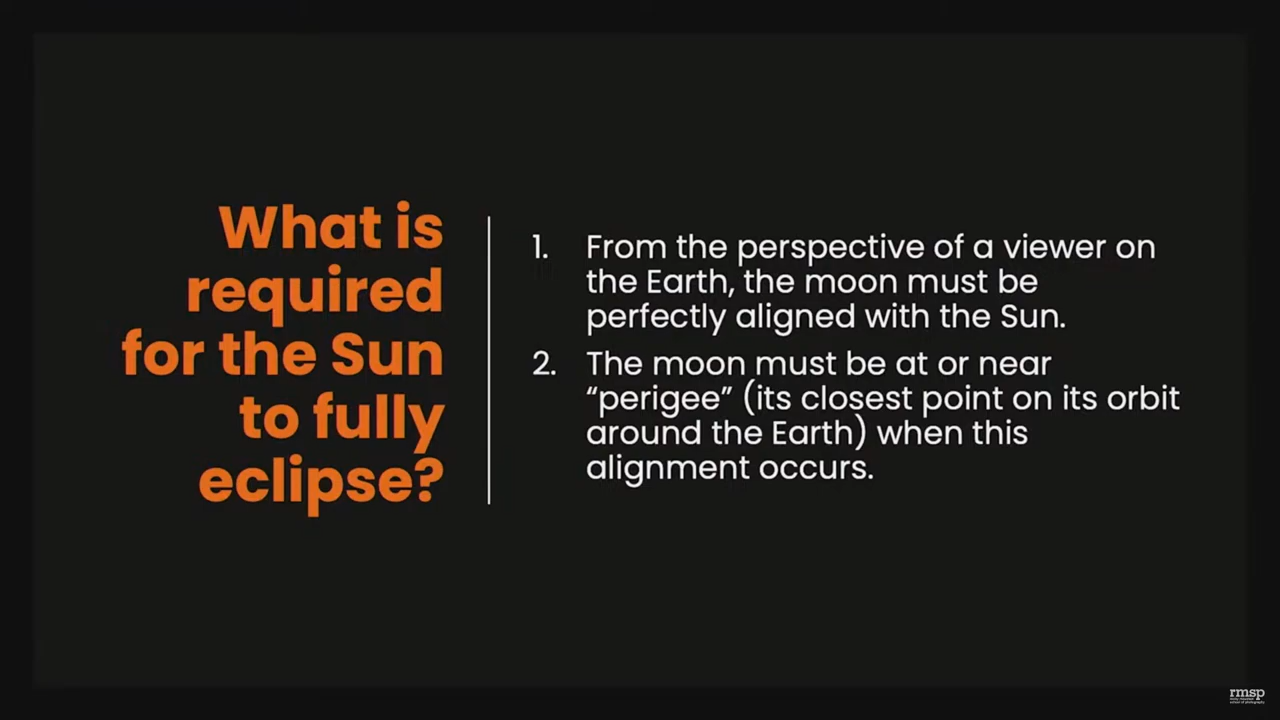 What is
required
for the Sun
to fully
eclipse?
1. From the perspective of a viewer on
the Earth, the moon must be
perfectly aligned with the Sun.
2. The moon must be at or near
“perigee” (its closest point on its orbit
around the Earth) when this
alignment occurs.
rmsp